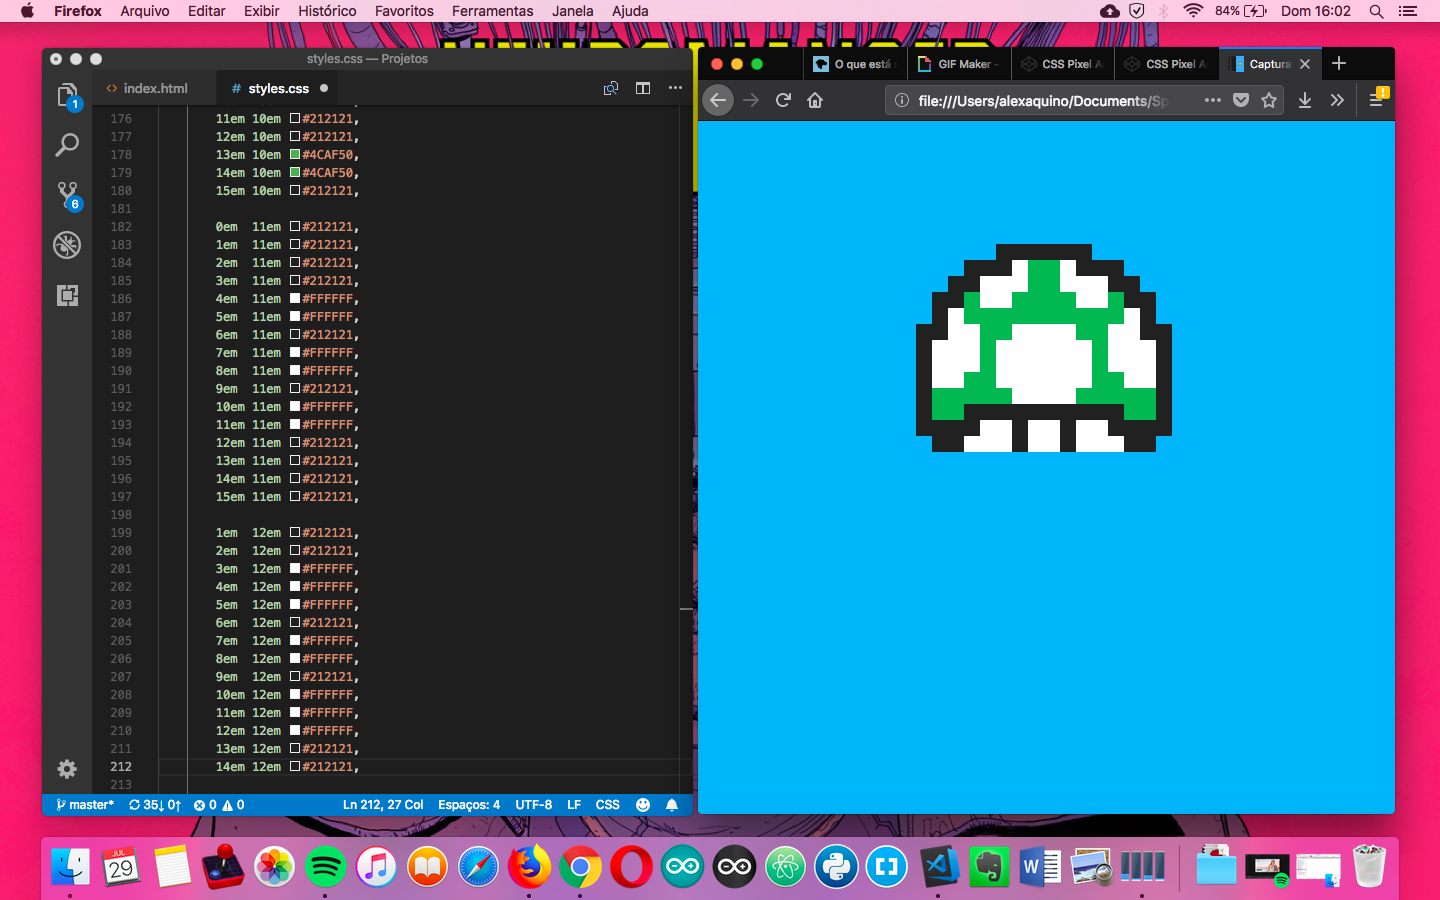 Firefox Arquivo Editar Exibir Histórico Favoritos Ferramentas Janela Ajuda 84% Dom 16:02
styles.css — Projetos
index.html # styles.css
1
6
176 11em 10em #212121,
177 12em 10em #212121,
178 13em 10em #4CAF50,
179 14em 10em #4CAF50,
180 15em 10em #212121,
181
182 0em 11em #212121,
183 1em 11em #212121,
184 2em 11em #212121,
185 3em 11em #212121,
186 4em 11em #FFFFFF,
187 5em 11em #FFFFFF,
188 6em 11em #212121,
189 7em 11em #FFFFFF,
190 8em 11em #FFFFFF,
191 9em 11em #212121,
192 10em 11em #FFFFFF,
193 11em 11em #FFFFFF,
194 12em 11em #212121,
195 13em 11em #212121,
196 14em 11em #212121,
197 15em 11em #212121,
198
199 1em 12em #212121,
200 2em 12em #212121,
201 3em 12em #FFFFFF,
202 4em 12em #FFFFFF,
203 5em 12em #FFFFFF,
204 6em 12em #212121,
205 7em 12em #FFFFFF,
206 8em 12em #FFFFFF,
207 9em 12em #212121,
208 10em 12em #FFFFFF,
209 11em 12em #FFFFFF,
210 12em 12em #FFFFFF,
211 13em 12em #212121,
212 14em 12em #212121,
213
master* 35↓ 0↑ 0 0 Ln 212, 27 Col Espaços: 4 UTF-8 LF CSS
O que está GIF Maker - CSS Pixel A CSS Pixel A Captura
file:///Users/alexaquino/Documents/Sp
JUL
29